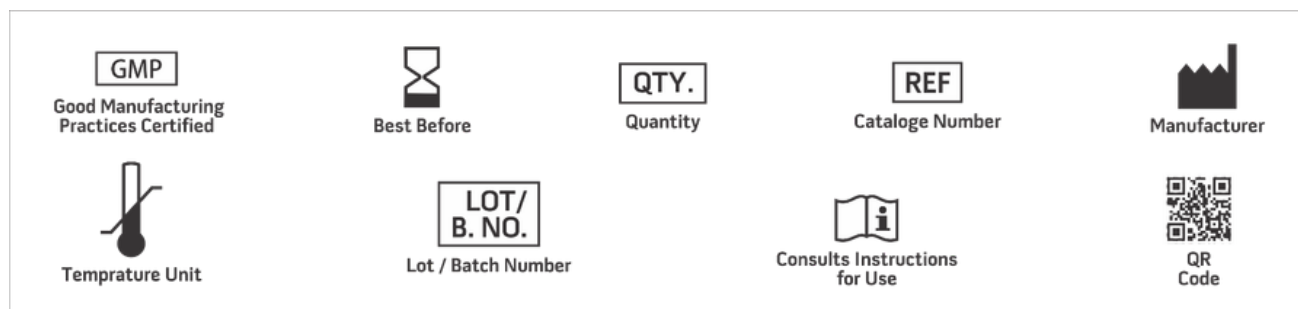 GMP
Good Manufacturing
Practices Certified
Best Before
QTY.
Quantity
REF
Cataloge Number
Manufacturer
Temprature Unit
LOT/
B. NO.
Lot / Batch Number
i
Consults Instructions
for Use
QR
Code